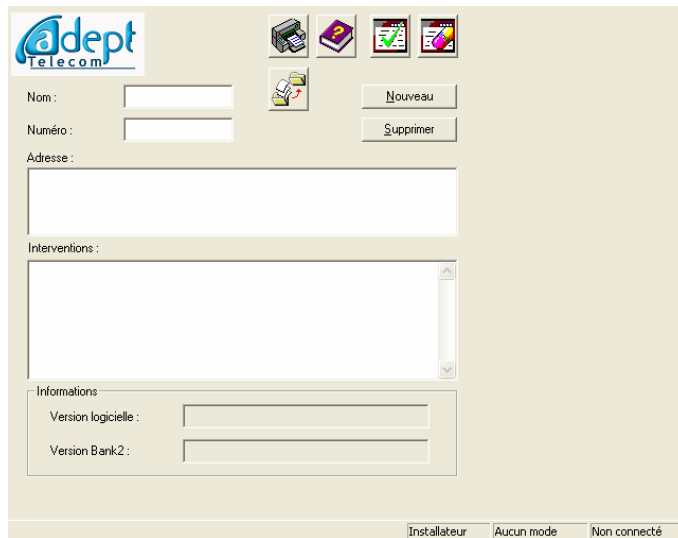 adept
Telecom
Nom :
Nouveau
Numéro :
Supprimer
Adresse :
Interventions :
Informations
Version logicielle :
Version Bank2 :
Installateur Aucun mode Non connecté